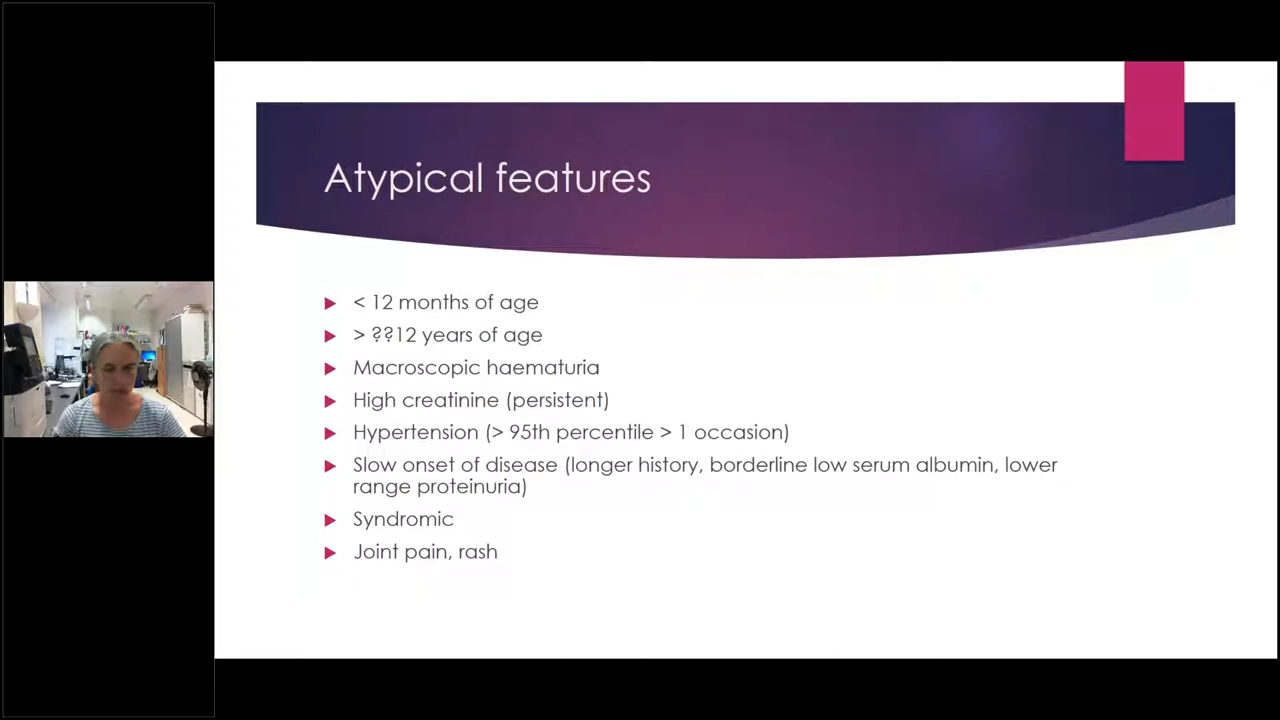 Atypical features
< 12 months of age
> ??12 years of age
Macroscopic haematuria
High creatinine (persistent)
Hypertension (> 95th percentile > 1 occasion)
Slow onset of disease (longer history, borderline low serum albumin, lower
range proteinuria)
Syndromic
Joint pain, rash